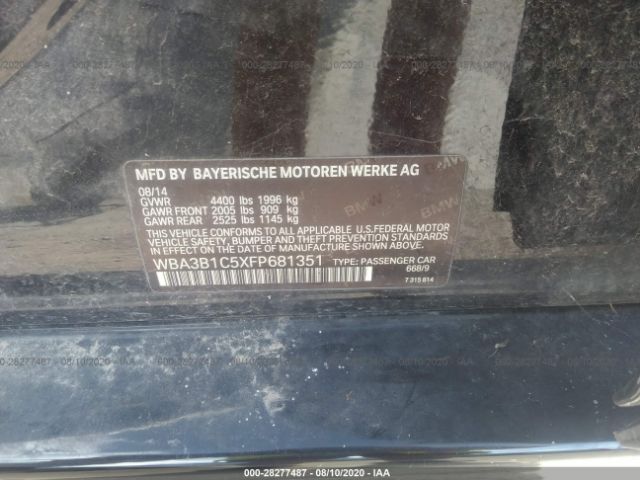 MFD BY BAYERISCHE MOTOREN WERKE AG
08/14
GVWR 4400 lbs 1996 kg
GAWR FRONT 2005 lbs 909 kg
GAWR REAR 2525 lbs 1145 kg
THIS VEHICLE CONFORMS TO ALL APPLICABLE U.S.FEDERAL MOTOR
VEHICLE SAFETY, BUMPER, AND THEFT PREVENTION STANDARDS
IN EFFECT ON THE DATE OF MANUFACTURE SHOWN ABOVE.
WBA3B1C5XFP681351 TYPE: PASSENGER CAR
668/9
7 315 814
000-28277487 - 08/10/2020 - IAA